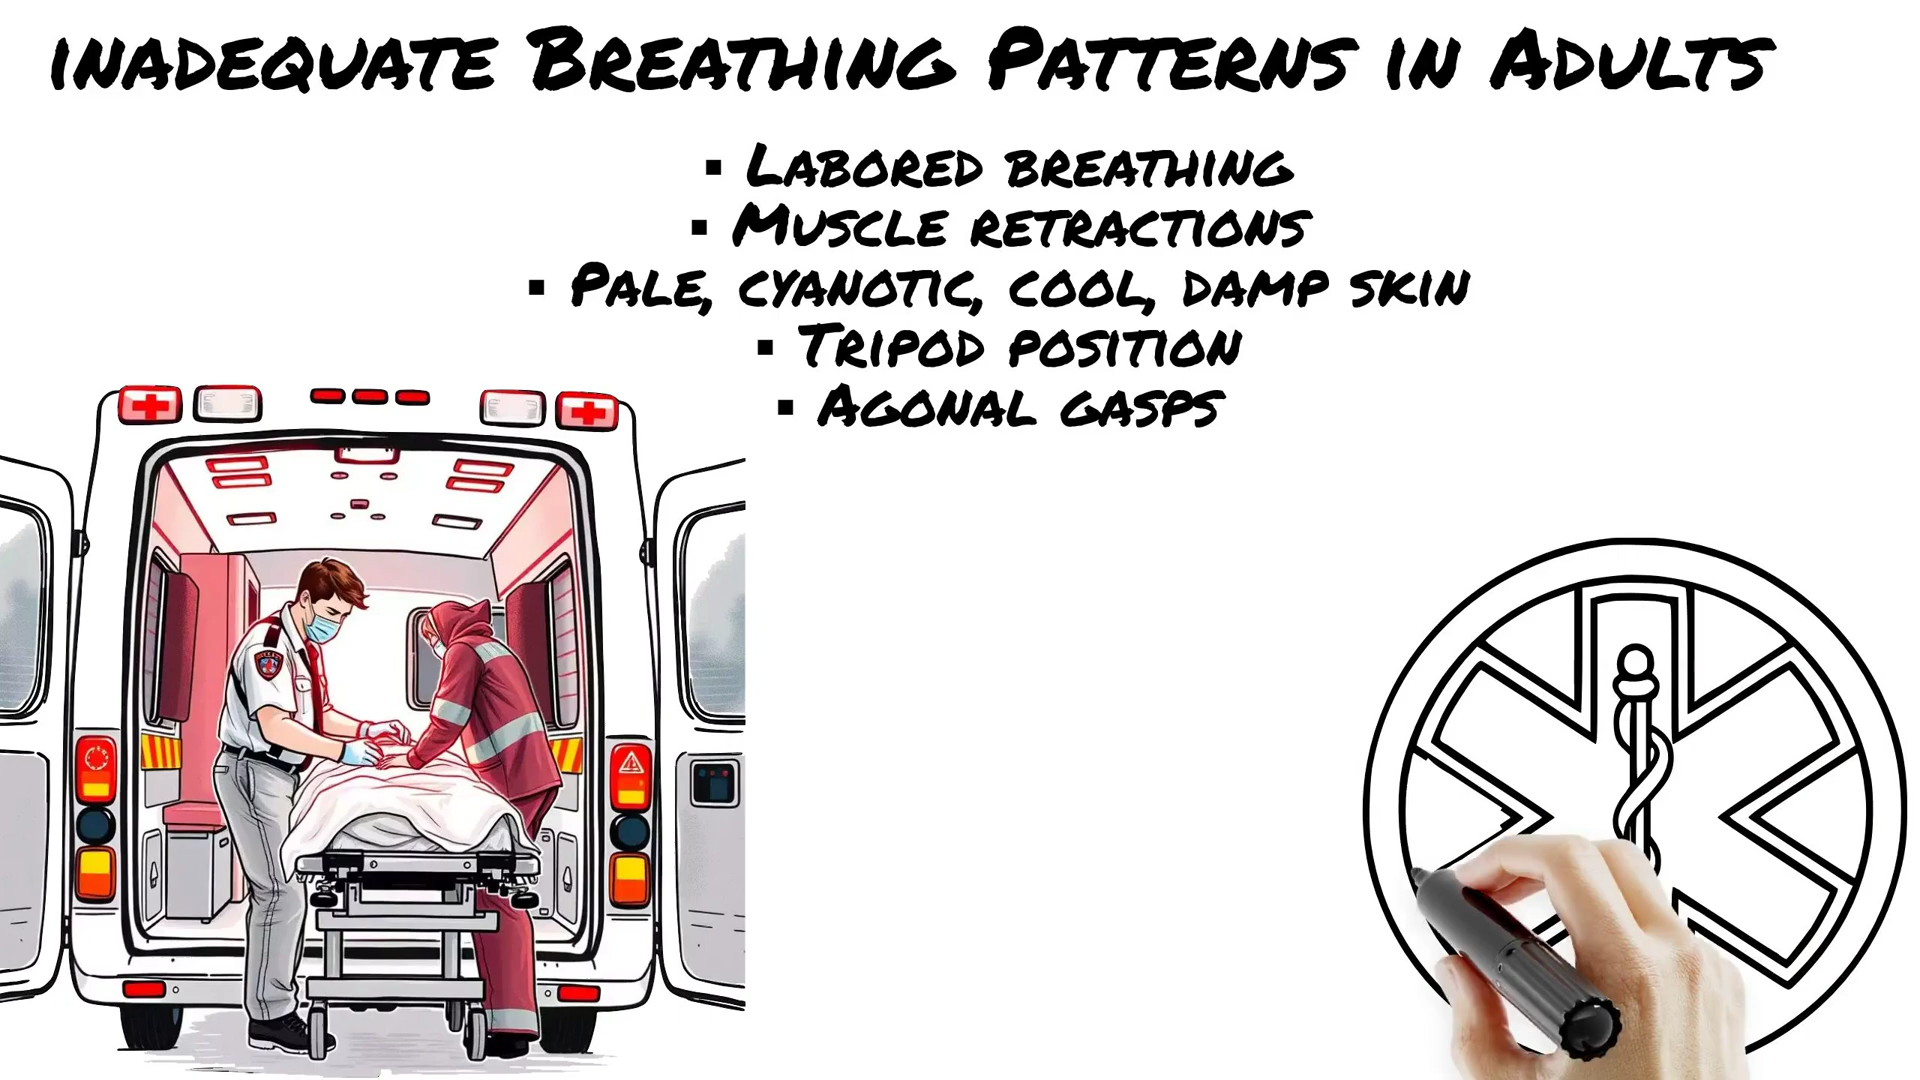 Inadequate Breathing Patterns in Adults
▪ Labored breathing
▪ Muscle retractions
▪ Pale, cyanotic, cool, damp skin
▪ Tripod position
▪ Agonal gasps